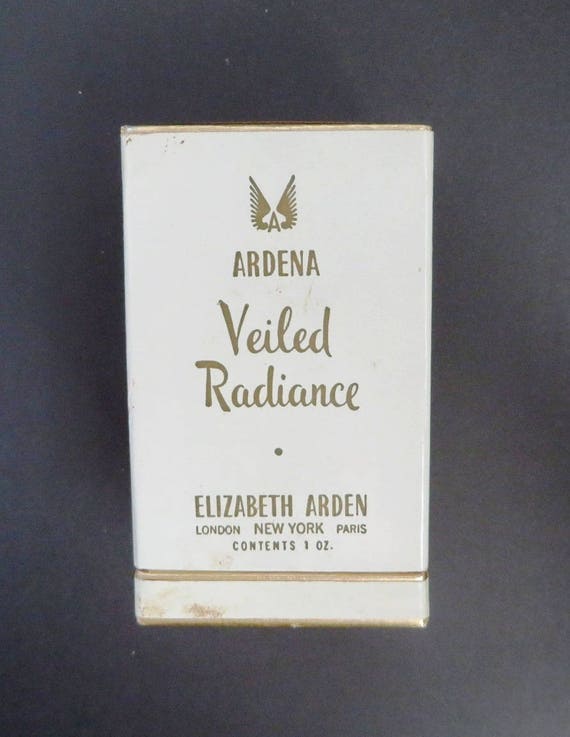 A
ARDENA
Veiled
Radiance
ELIZABETH ARDEN
LONDON NEW YORK PARIS
CONTENTS 1 OZ.